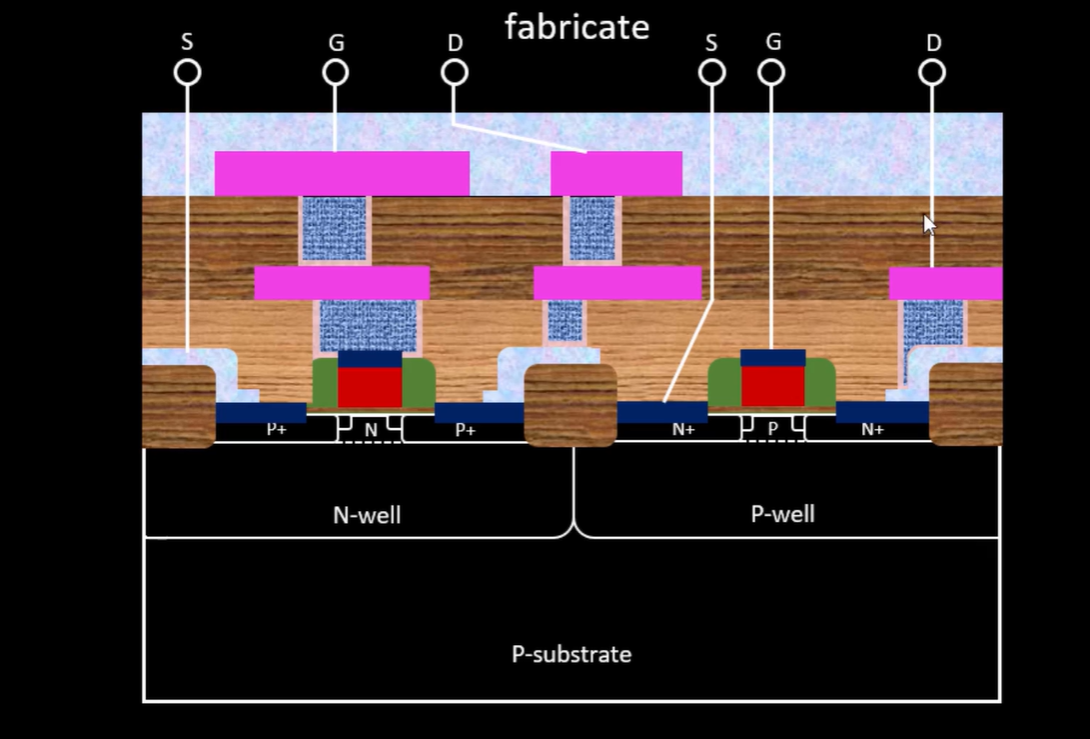 fabricate
S G D S G D
P+ N P+ N+ P N+
N-well P-well
P-substrate